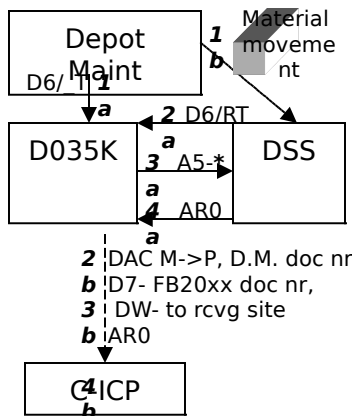 Depot
Maint
Material
moveme
nt
1
b
D6/_T
1
a
D035K
DSS
2 D6/RT
a
3 A5-*
a
4 AR0
a
2 DAC M->P, D.M. doc nr
b D7- FB20xx doc nr,
3 DW- to rcvg site
b AR0
C-ICP
4
b